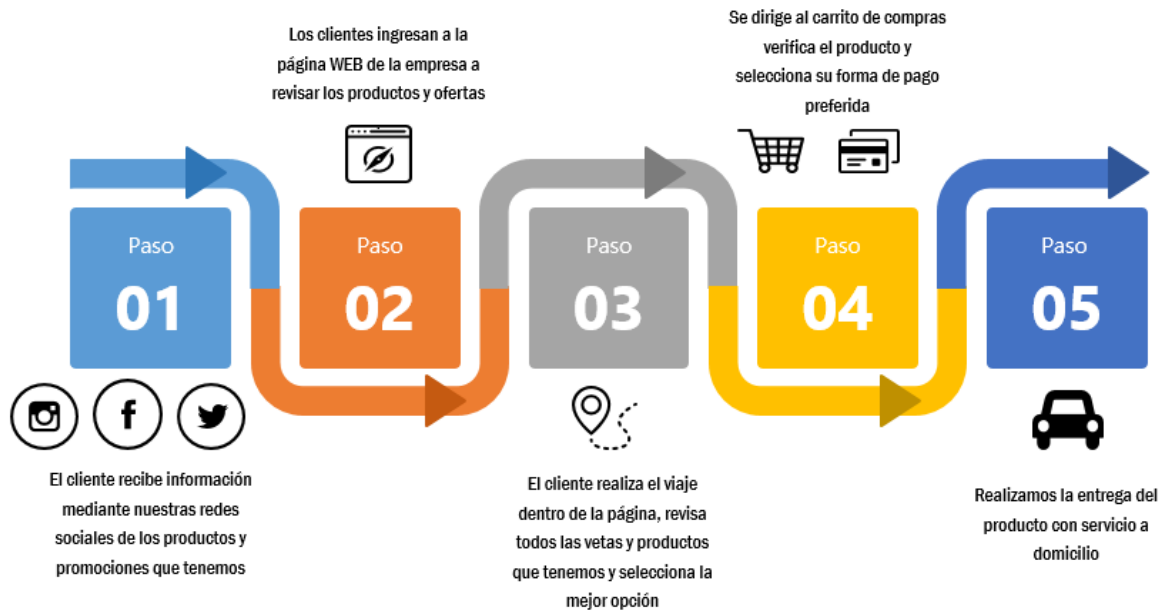 Paso
01
El cliente recibe información
mediante nuestras redes
sociales de los productos y
promociones que tenemos
Los clientes ingresan a la
página WEB de la empresa a
revisar los productos y ofertas
Paso
02
Paso
03
El cliente realiza el viaje
dentro de la página, revisa
todos las vetas y productos
que tenemos y selecciona la
mejor opción
Se dirige al carrito de compras
verifica el producto y
selecciona su forma de pago
preferida
Paso
04
Paso
05
Realizamos la entrega del
producto con servicio a
domicilio